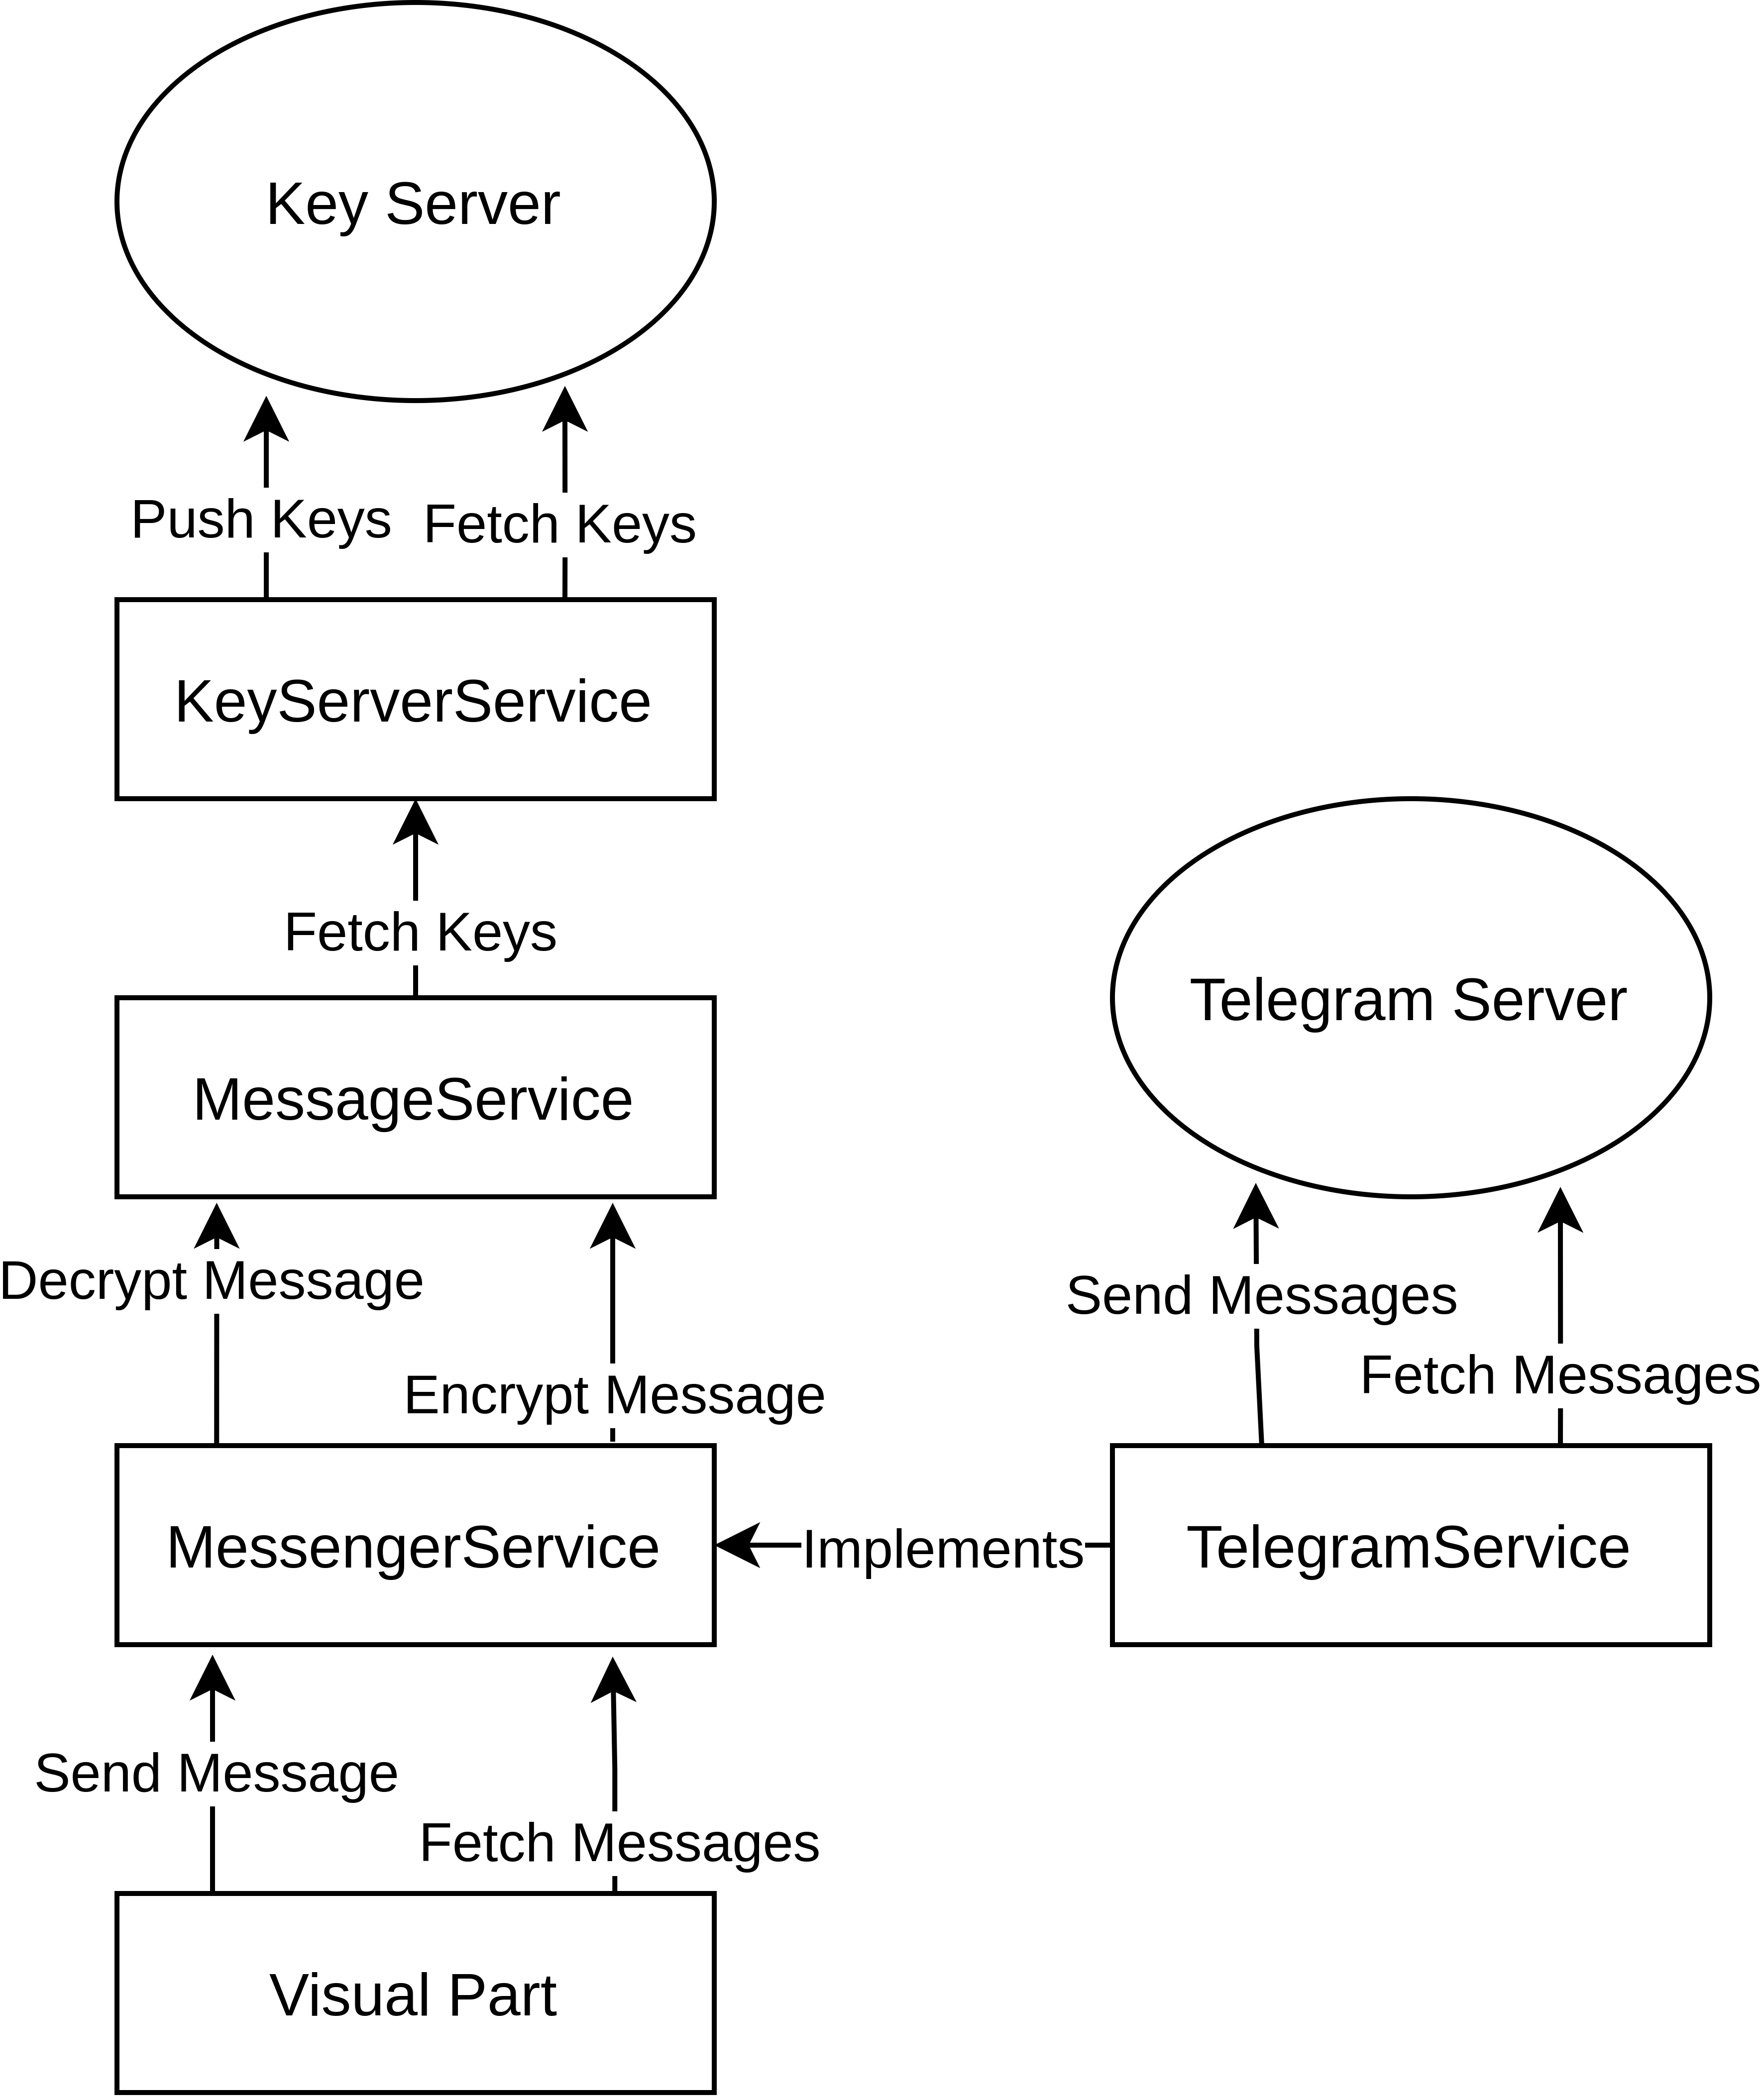 Key Server
Push Keys
Fetch Keys
KeyServerService
Fetch Keys
MessageService
Telegram Server
Decrypt Message
Encrypt Message
Send Messages
Fetch Messages
MessengerService
Implements
TelegramService
Send Message
Fetch Messages
Visual Part